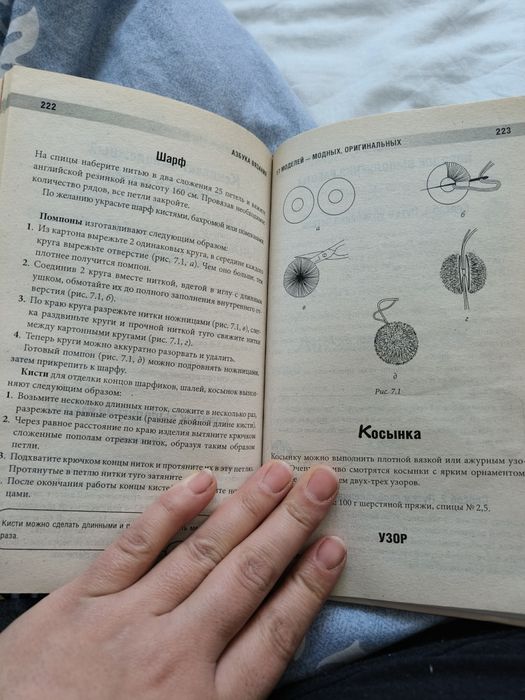 222
АЗБУКА ВЯЗАНИЯ
Шарф
На спицы наберите нитью в два сложения 25 петель и вяжите
английской резинкой на высоту 160 см. Провязав необходимое
количество рядов, все петли закройте.
По желанию украсьте шарф кистями, бахромой или помпонами.
Помпоны изготавливают следующим образом:
1. Из картона вырежьте 2 одинаковых круга, в середине каждого
круга вырежьте отверстие (рис. 7.1, а). Чем оно больше, тем
плотнее получится помпон.
2. Соединив 2 круга вместе ниткой, вдетой в иглу с длинным
ушком, обмотайте их до полного заполнения внутреннего от-
верстия (рис. 7.1, б).
3. По краю круга разрежьте нитки ножницами (рис. 7.1, в), слег-
ка раздвиньте круги и прочной ниткой туго свяжите нитки
между картонными кругами (рис. 7.1, г).
4. Теперь круги можно аккуратно разорвать и удалить.
Готовый помпон (рис. 7.1, д) можно подровнять ножницами,
затем прикрепить к шарфу.
Кисти для отделки концов шарфиков, шалей, косынок выпол-
няют следующим образом:
1. Возьмите несколько длинных ниток, сложите в несколько раз,
разрежьте на равные отрезки (равные двойной длине кисти).
2. Через равное расстояние по краю изделия вытяните крючком
сложенные пополам отрезки ниток, образуя таким образом
петли.
3. Подхватите крючком концы ниток и протяните их в эту петлю.
Протянутые в петлю нитки туго затяните.
После окончания работы концы кистей
цами.
Кисти можно сделать длинными и
раза.
МОДЕЛЕЙ — МОДНЫХ, ОРИГИНАЛЬНЫХ
223
а
б
в
г
д
Рис. 7.1
Косынка
Косынку можно выполнить плотной вязкой или ажурным узо-
смотрятся с ярким орнаментом
двух-трех узоров.
100 г шерстяной пряжи, спицы № 2,5.
УЗОР